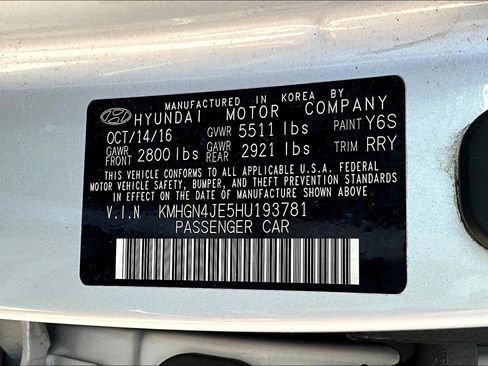 MANUFACTURED IN KOREA BY
HYUNDAI MOTOR COMPANY
OCT/14/16 GVWR 5511 lbs PAINT Y6S
GAWR FRONT 2800 lbs GAWR REAR 2921 lbs TRIM RRY
THIS VEHICLE CONFORMS TO ALL APPLICABLE U.S.A. FEDERAL
MOTOR VEHICLE SAFETY, BUMPER, AND THEFT PREVENTION STANDARDS
IN EFFECT ON THE DATE OF MANUFACTURE SHOWN ABOVE.
V.I.N KMHGN4JE5HU193781
PASSENGER CAR